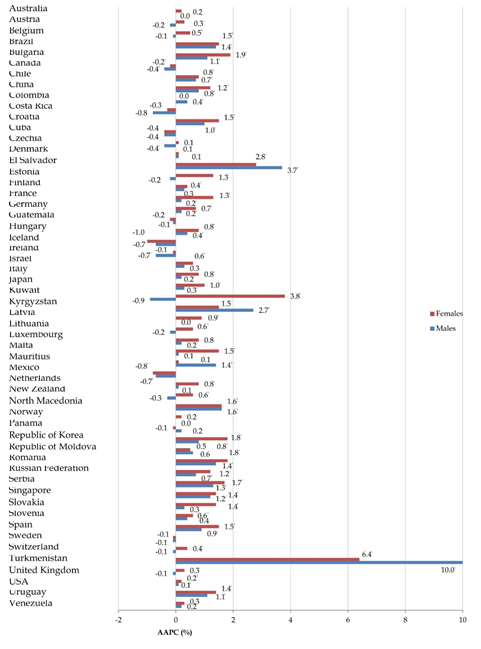 Australia 0.2
0.0
Austria 0.3
-0.2
Belgium 0.5
-0.1
Brazil 1.5
1.4
Bulgaria 1.9
1.1
Canada -0.2
-0.4
Chile 0.8
0.7
China 1.2
0.8
Colombia 0.0
0.4
Costa Rica -0.3
-0.8
Croatia 1.5
1.0
Cuba -0.4
-0.4
Czechia 0.1
-0.4
Denmark 0.1
0.1
El Salvador 2.8
3.7
Estonia 1.3
-0.2
Finland 0.4
0.3
France 1.3
0.2
Germany 0.7
0.2
Guatemala -0.2
-0.1
Hungary 0.8
0.4
Iceland -1.0
-0.7
Ireland -0.1
-0.7
Israel 0.6
0.3
Italy 0.8
0.2
Japan 1.0
0.3
Kuwait 3.8
-0.9
Kyrgyzstan 1.5
2.7
Latvia 0.9
0.0
Lithuania 0.6
-0.2
Luxembourg 0.8
0.2
Malta 1.5
0.1
Mauritius 0.1
1.4
Mexico -0.8
-0.7
Netherlands 0.8
0.1
New Zealand 0.6
-0.3
North Macedonia 1.6
1.6
Norway 0.2
0.0
Panama -0.1
0.2
Republic of Korea 1.8
0.8
Republic of Moldova 0.5
0.6
Romania 1.8
1.4
Russian Federation 1.2
0.7
Serbia 1.7
1.3
Singapore 1.4
1.2
Slovakia 1.4
0.3
Slovenia 0.6
0.4
Spain 1.5
0.9
Sweden -0.1
-0.1
Switzerland 0.4
-0.1
Turkmenistan 6.4
10.0
United Kingdom 0.3
-0.1
USA 0.2
0.1
Uruguay 1.4
1.1
Venezuela 0.3
0.2
-2 0 2 4 6 8 10
AAPC (%)
Females
Males